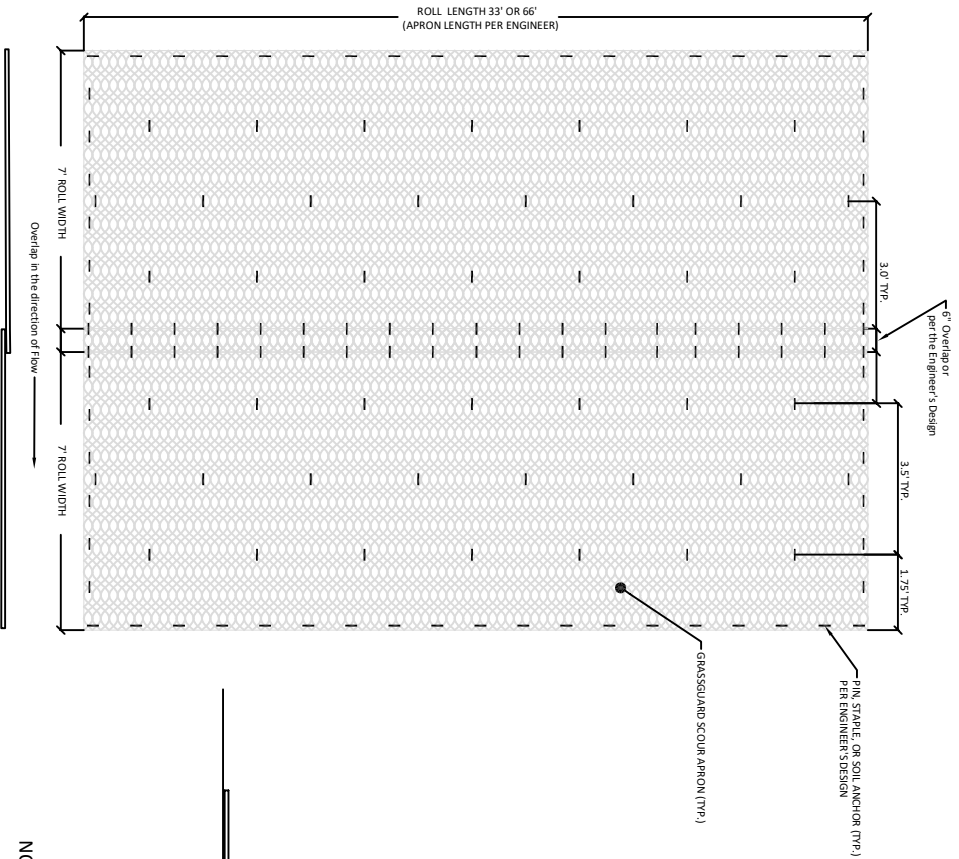 ROLL LENGTH 33' OR 66'
(APRON LENGTH PER ENGINEER)
7' ROLL WIDTH
7' ROLL WIDTH
Overlap in the direction of Flow
3.0' TYP.
6" Overlap or
per the Engineer's Design
3.5' TYP.
1.75' TYP.
PIN, STAPLE, OR SOIL ANCHOR (TYP.)
PER ENGINEER'S DESIGN
GRASSGUARD SCOUR APRON (TYP.)
NO